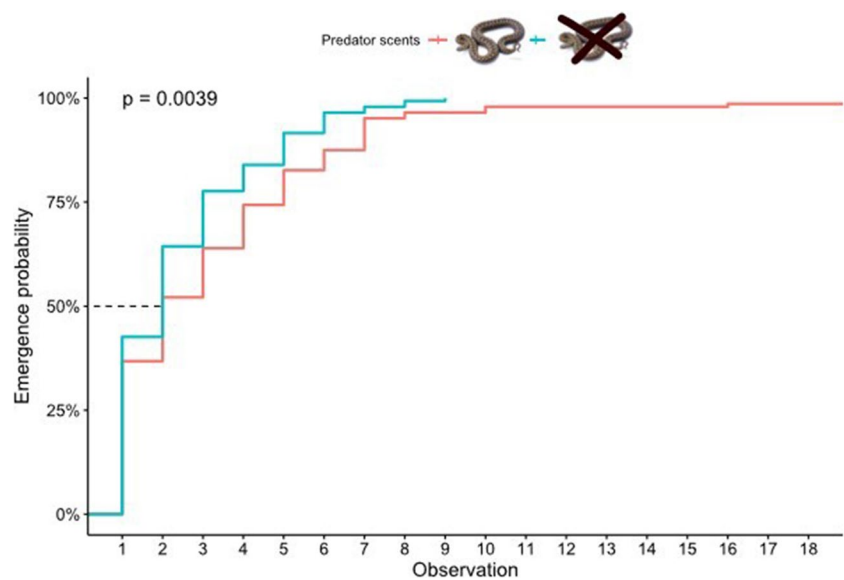 Predator scents
p = 0.0039
100%
75%
50%
25%
0%
Emergence probability
1 2 3 4 5 6 7 8 9 10 11 12 13 14 15 16 17 18
Observation